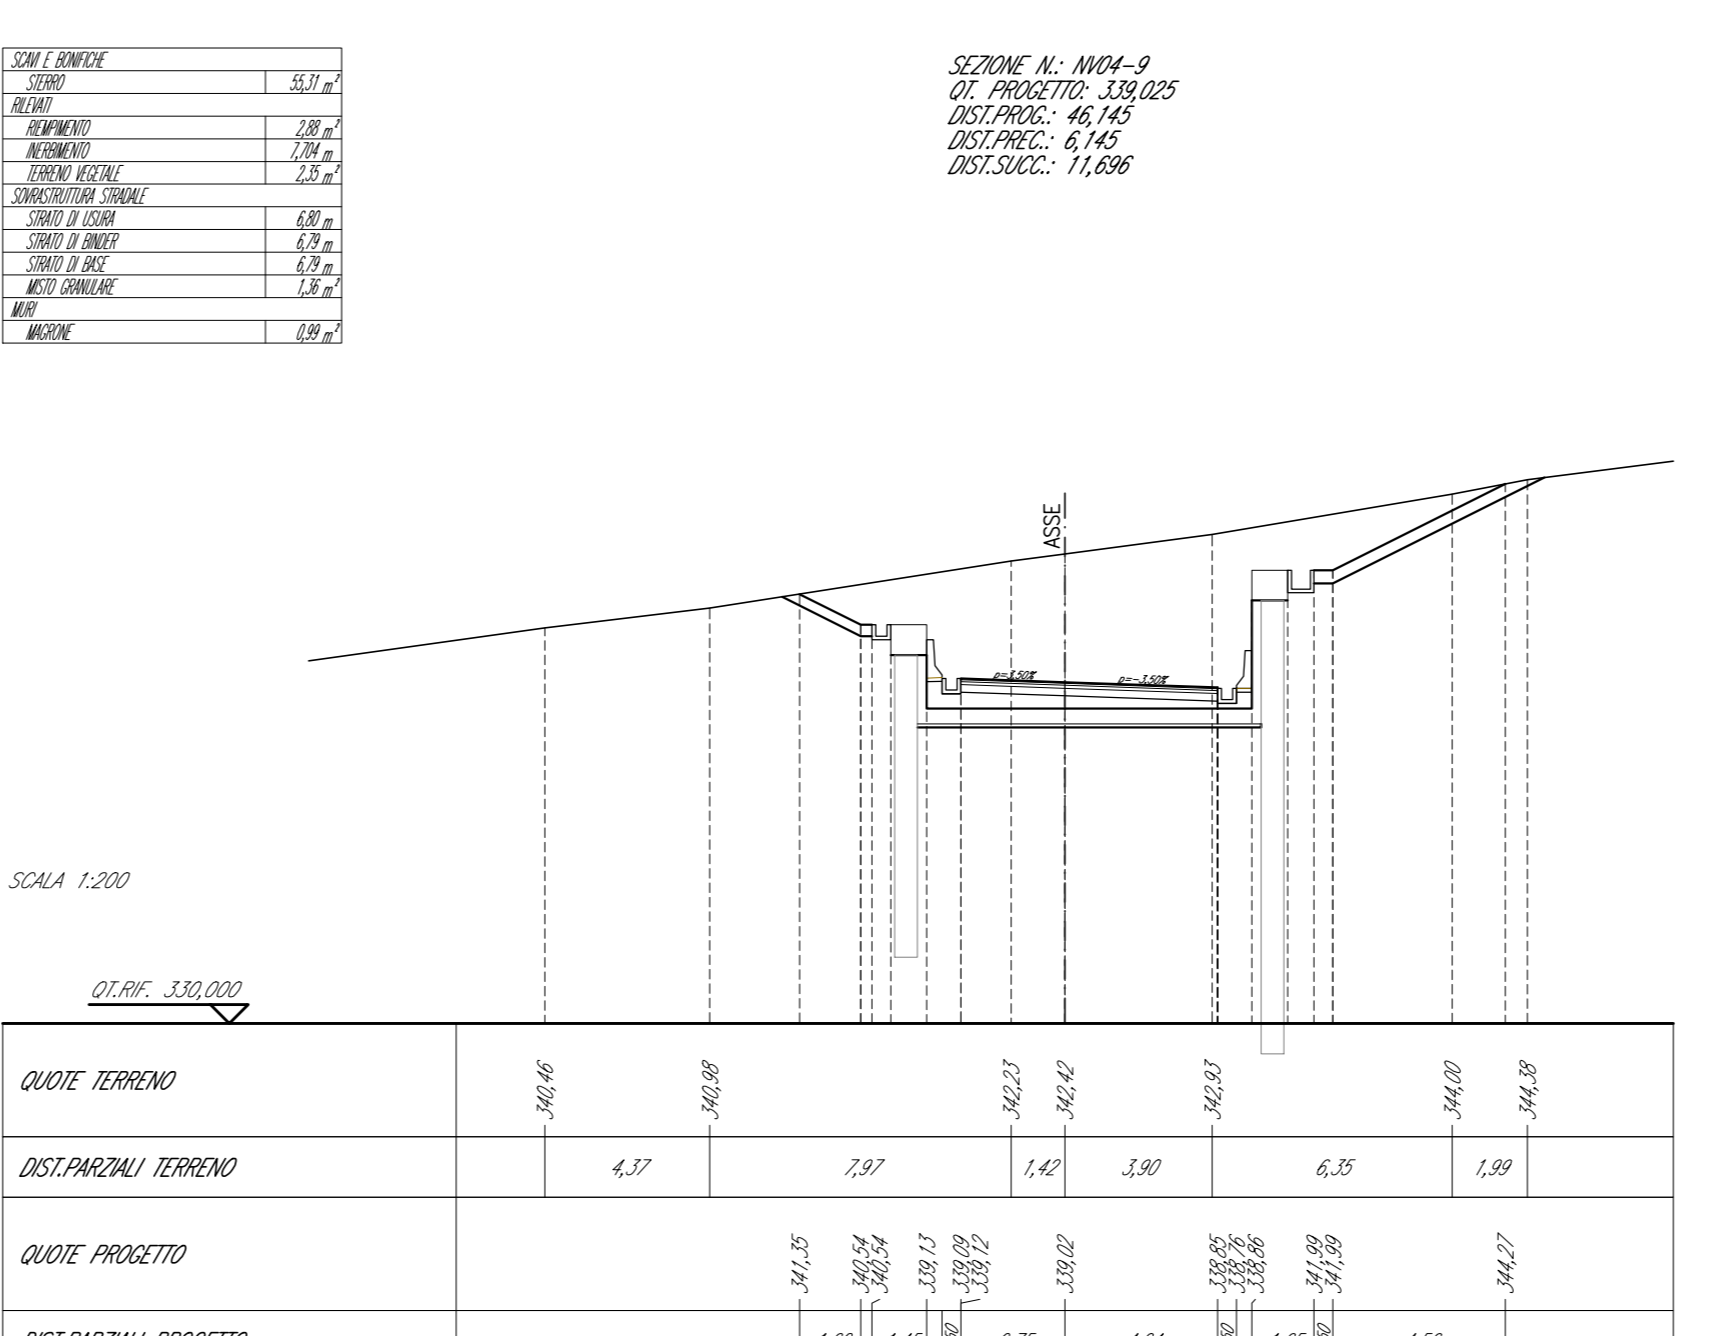 SCAVI E BONIFICHE
STERRO 55,31 m²
RILEVATI
RIEMPIMENTO 2,88 m²
INERBIMENTO 7,704 m
TERRENO VEGETALE 2,35 m²
SOVRASTRUTTURA STRADALE
STRATO DI USURA 6,80 m
STRATO DI BINDER 6,79 m
STRATO DI BASE 6,79 m
MISTO GRANULARE 1,36 m²
MURI
MAGRONE 0,99 m²
SEZIONE N.: NV04-9
QT. PROGETTO: 339,025
DIST.PROG.: 46,145
DIST.PREC.: 6,145
DIST.SUCC.: 11,696
ASSE
p=3,50% p=-3,50%
SCALA 1:200
QT.RIF. 330,000
QUOTE TERRENO 340,46 340,98 342,23 342,42 342,93 344,00 344,38
DIST.PARZIALI TERRENO 4,37 7,97 1,42 3,90 6,35 1,99
QUOTE PROGETTO 341,35 340,54 340,54 339,13 339,09 339,12 339,02 338,85 338,76 338,86 341,99 341,99 344,27
DIST.PARZIALI PROGETTO